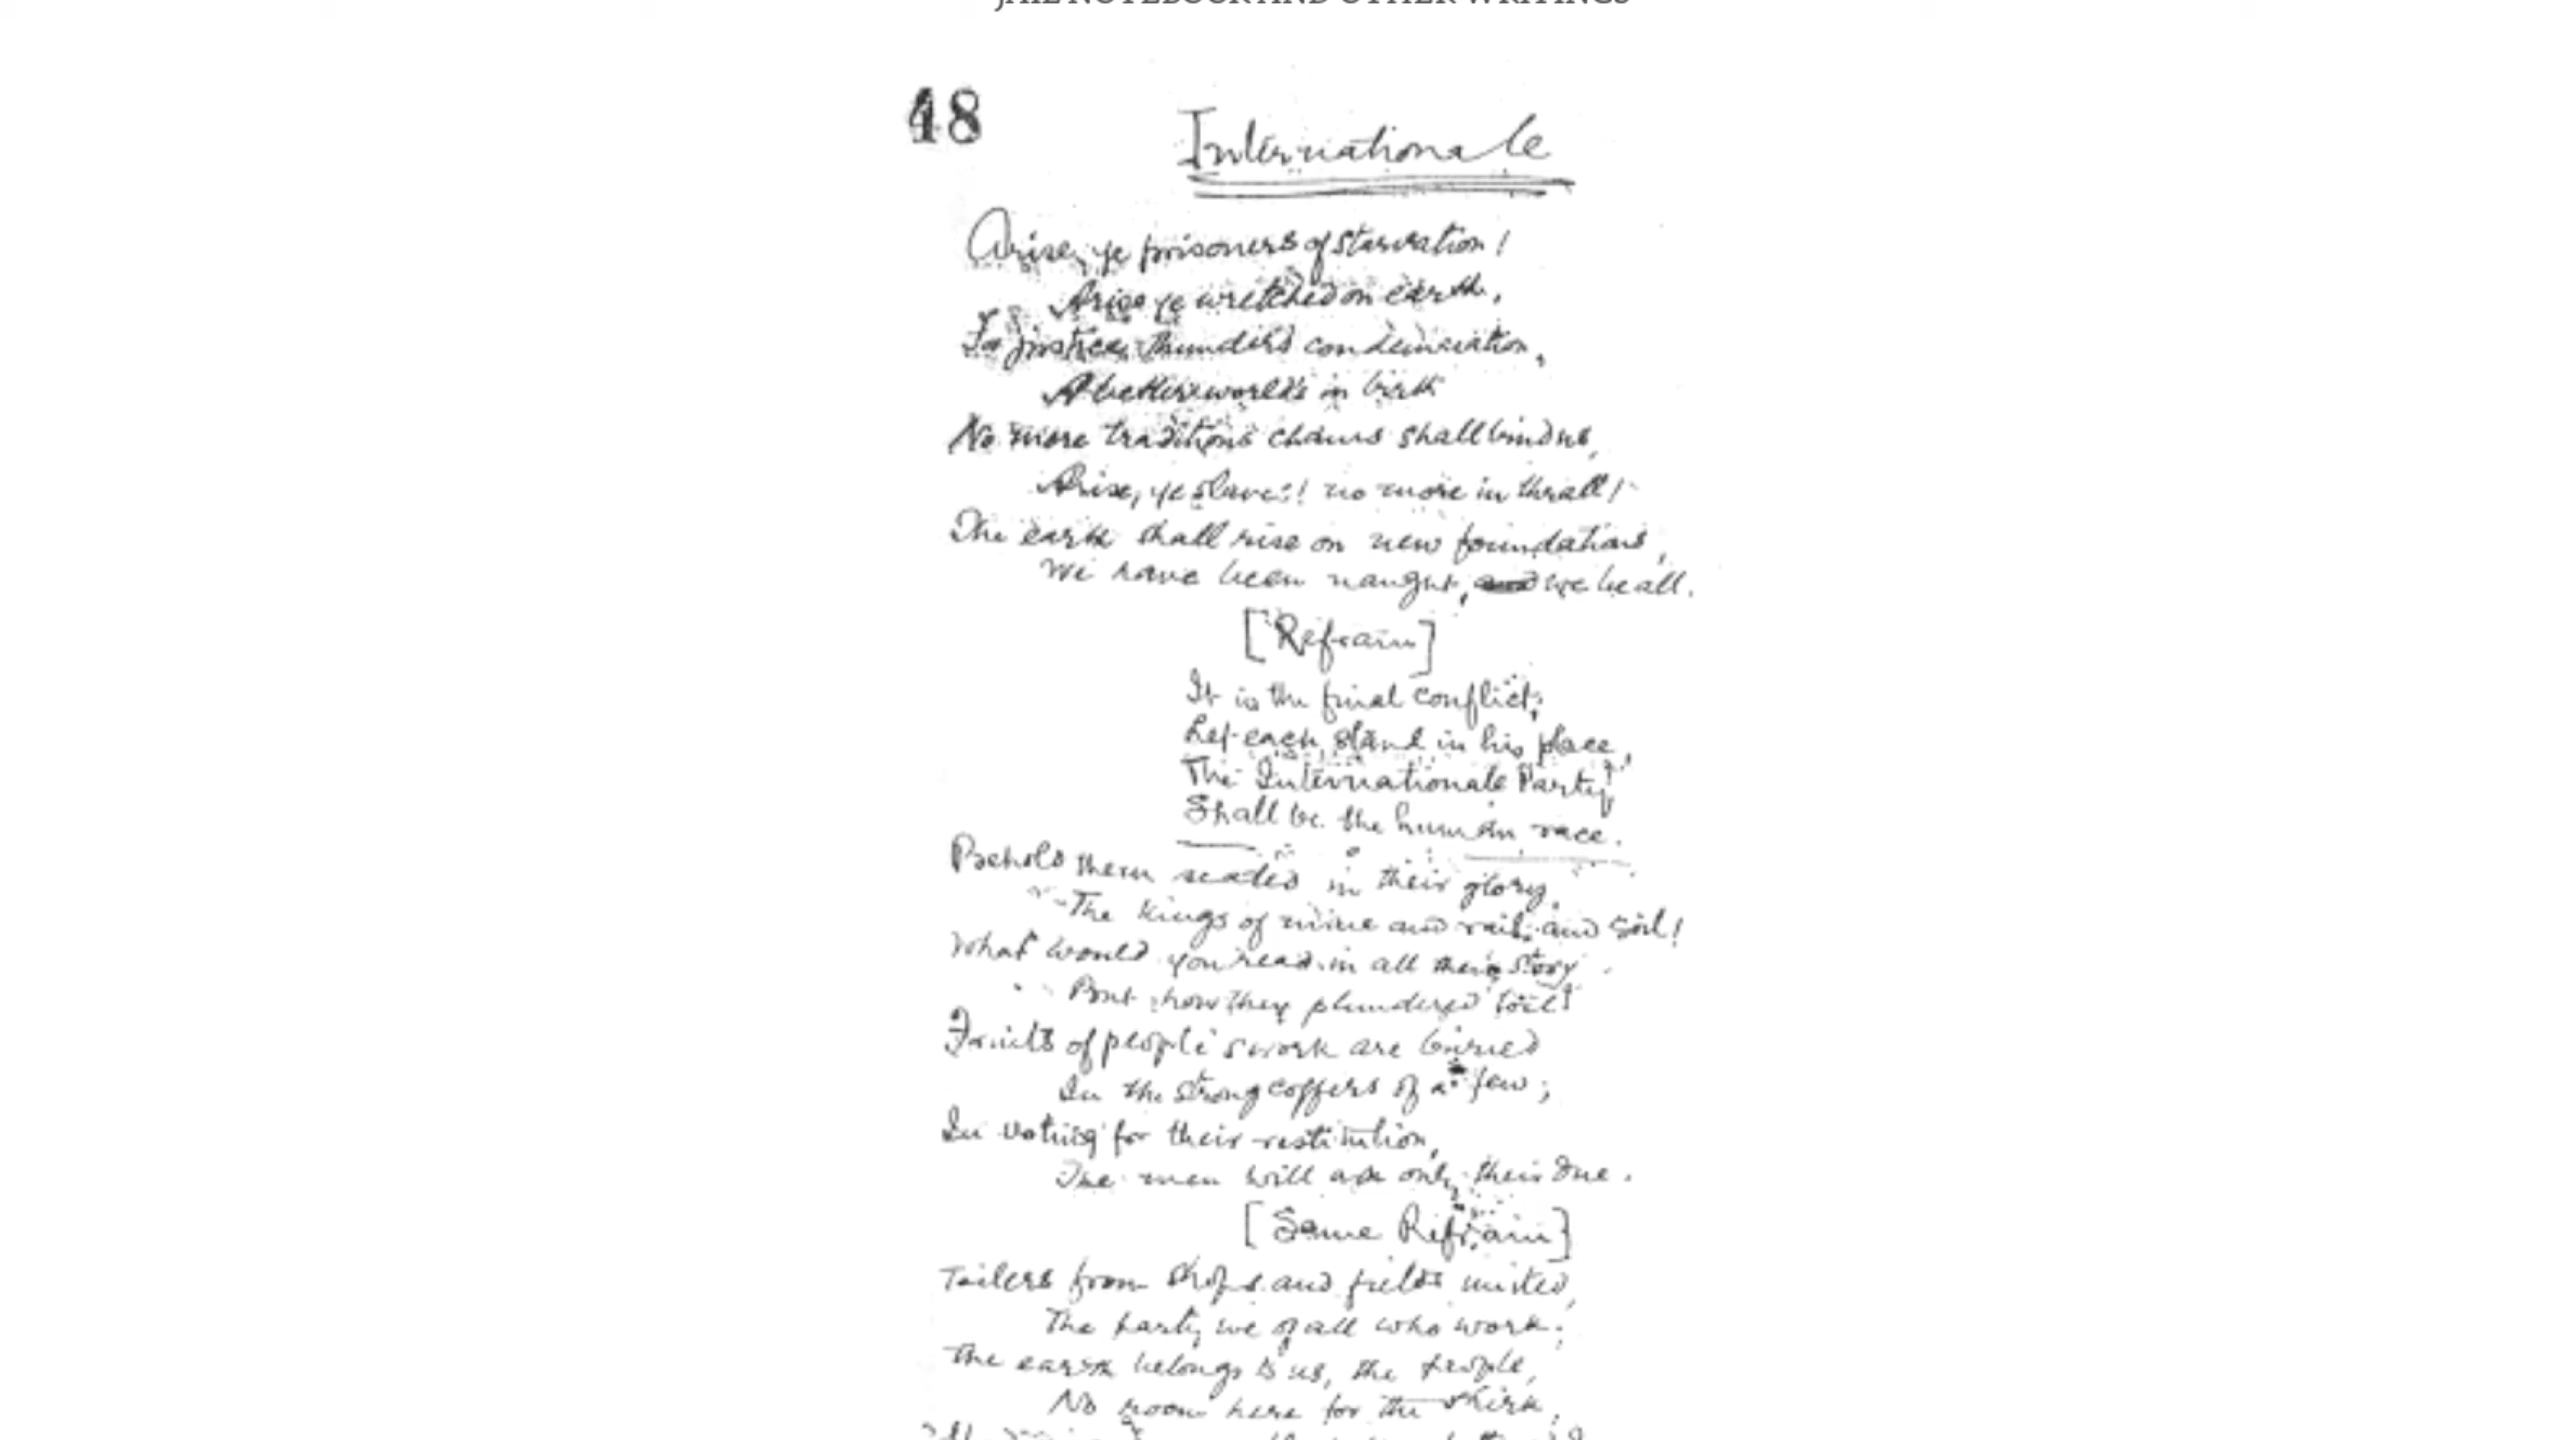 JAIL NOTEBOOK AND OTHER WRITINGS
48
Internationale
Arise, ye prisoners of starvation!
Arise ye wretched on earth,
For justice thunders condemnation,
A better world's in birth
No more traditions chains shall bind us,
Arise, ye slaves! no more in thrall!
The earth shall rise on new foundations,
We have been naught, we be all.
[Refrain]
It is the final conflict,
Let each stand in his place,
The Internationale Party
Shall be the human race.
Behold them seated in their glory,
The kings of mine and rail and soil!
What would you read in all their story
But how they plundered toil?
Fruits of people's work are buried
In the strong coffers of a few;
In voting for their restitution,
The men will ask only their due.
[Same Refrain]
Toilers from shops and fields united,
The party we of all who work;
The earth belongs to us, the people,
No room here for the shirk,